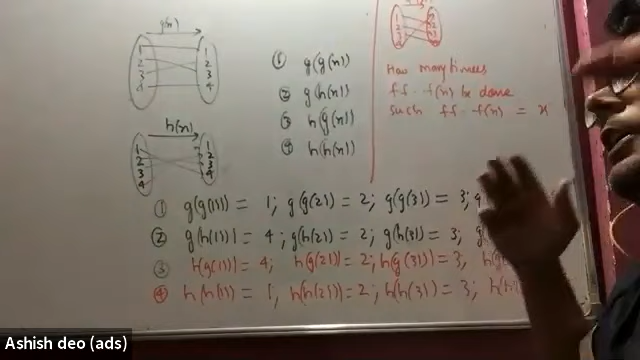 g(x)
1
2
3
4
1
2
3
4
h(x)
1
2
3
4
1
2
3
4
① g(g(x))
② g(h(x))
③ h(g(x))
④ h(h(x))
How many times
ff--f(x) be done
such ff--f(x) = x
① g(g(1)) = 1; g(g(2)) = 2; g(g(3)) = 3; g
② g(h(1)) = 4; g(h(2)) = 2; g(h(3)) = 3; g
③ h(g(1)) = 4; h(g(2)) = 2; h(g(3)) = 3, h(g
④ h(h(1)) = 1, h(h(2)) = 2; h(h(3)) = 3; h(h
Ashish deo (ads)